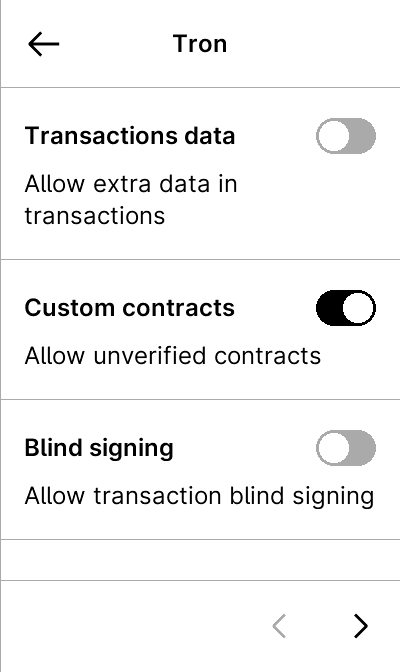 Tron
Transactions data
Allow extra data in
transactions
Custom contracts
Allow unverified contracts
Blind signing
Allow transaction blind signing